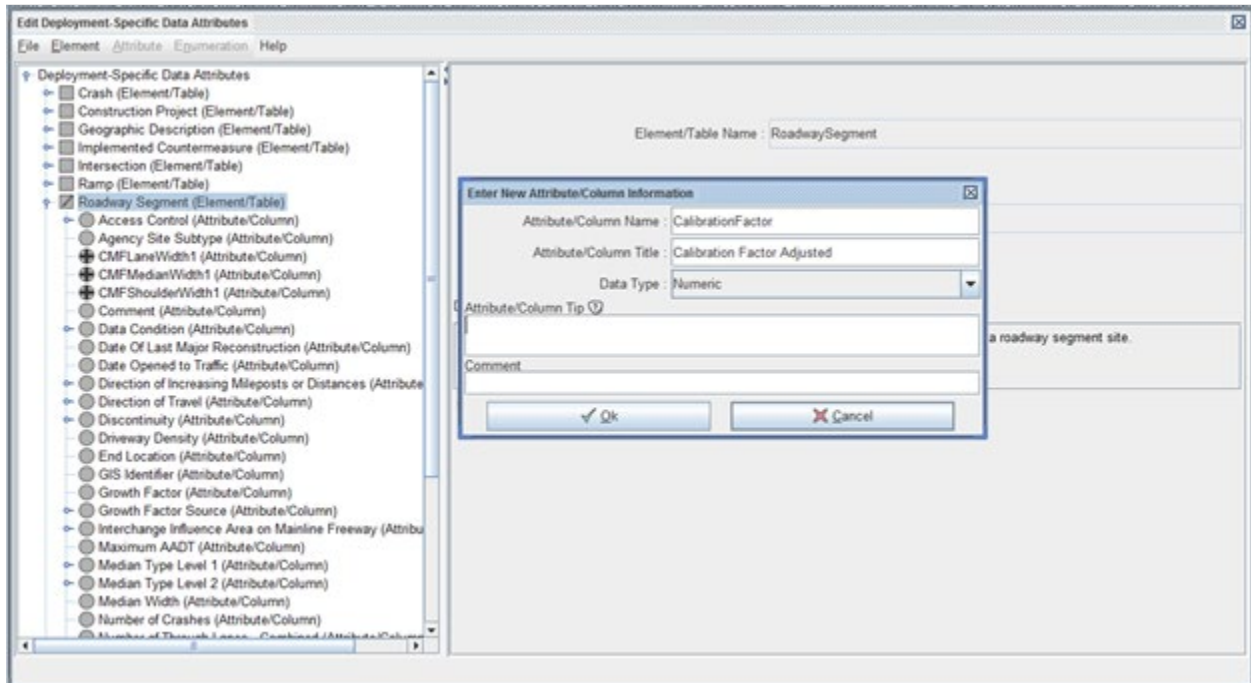 Edit Deployment-Specific Data Attributes
File Element Attribute Enumeration Help
Deployment-Specific Data Attributes
Crash (Element/Table)
Construction Project (Element/Table)
Geographic Description (Element/Table)
Implemented Countermeasure (Element/Table)
Intersection (Element/Table)
Ramp (Element/Table)
Roadway Segment (Element/Table)
Access Control (Attribute/Column)
Agency Site Subtype (Attribute/Column)
CMFLaneWidth1 (Attribute/Column)
CMFMedianWidth1 (Attribute/Column)
CMFShoulderWidth1 (Attribute/Column)
Comment (Attribute/Column)
Data Condition (Attribute/Column)
Date Of Last Major Reconstruction (Attribute/Column)
Date Opened to Traffic (Attribute/Column)
Direction of Increasing Mileposts or Distances (Attribute
Direction of Travel (Attribute/Column)
Discontinuity (Attribute/Column)
Driveway Density (Attribute/Column)
End Location (Attribute/Column)
GIS Identifier (Attribute/Column)
Growth Factor (Attribute/Column)
Growth Factor Source (Attribute/Column)
Interchange Influence Area on Mainline Freeway (Attribu
Maximum AADT (Attribute/Column)
Median Type Level 1 (Attribute/Column)
Median Type Level 2 (Attribute/Column)
Median Width (Attribute/Column)
Number of Crashes (Attribute/Column)
Number of Through Lanes - Combined (Attribute/Column
Element/Table Name : RoadwaySegment
Enter New Attribute/Column Information
Attribute/Column Name : CalibrationFactor
Attribute/Column Title : Calibration Factor Adjusted
Data Type : Numeric
Attribute/Column Tip
Comment
Ok Cancel
a roadway segment site.